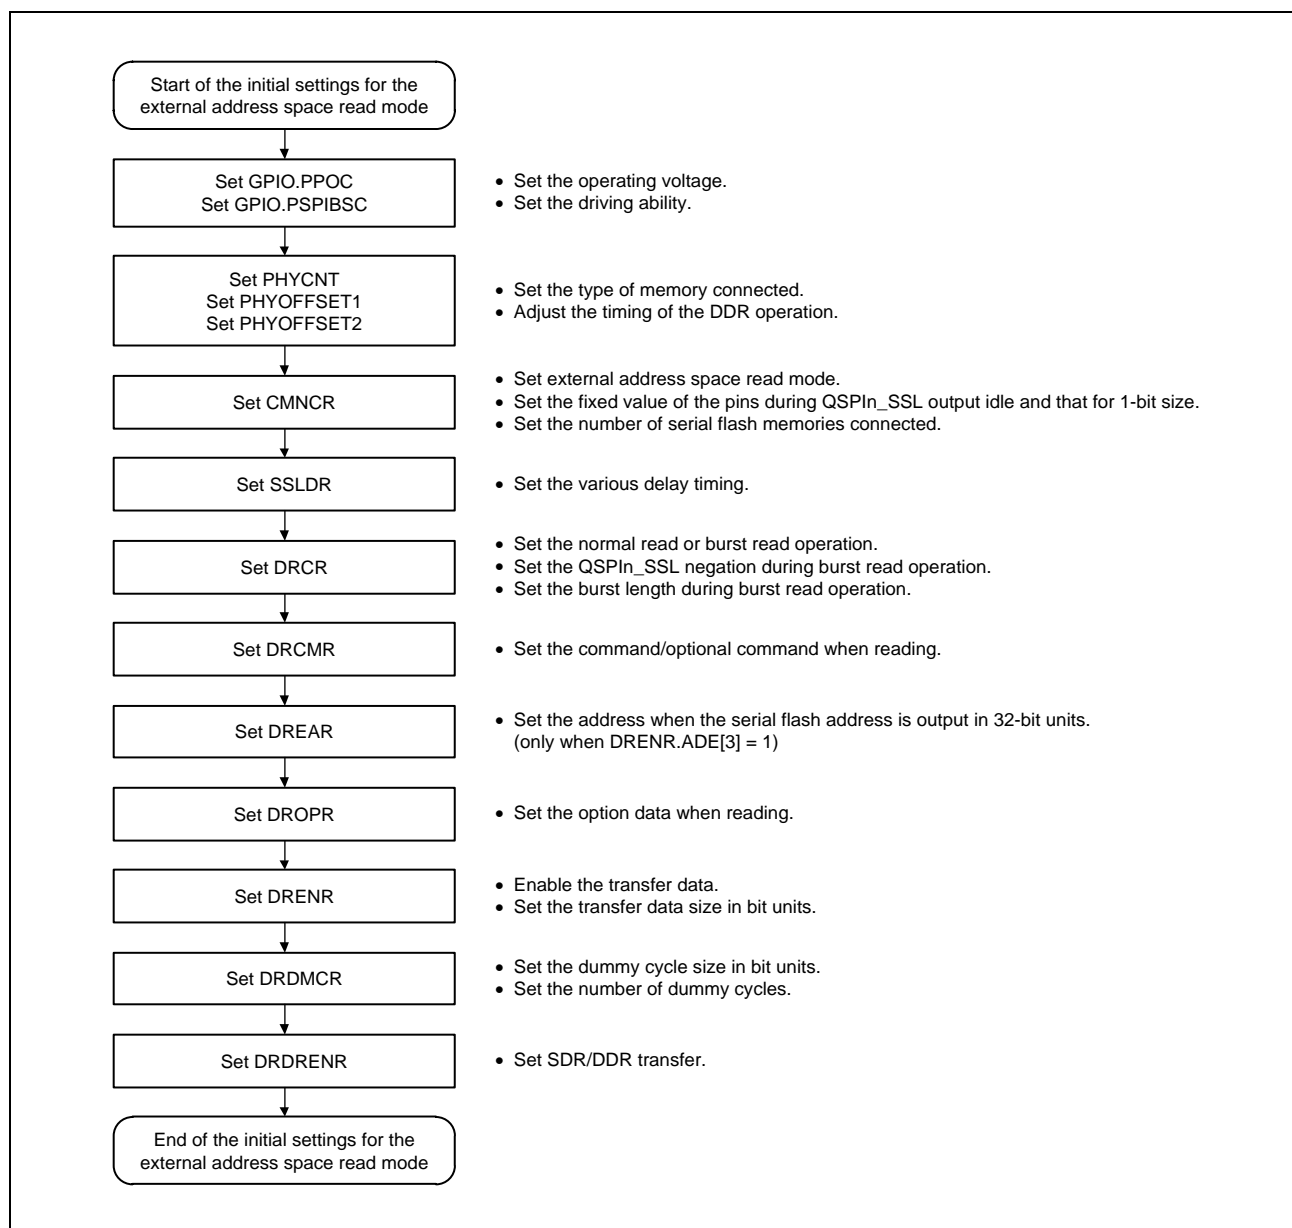 Start of the initial settings for the
external address space read mode
Set GPIO.PPOC
Set GPIO.PSPIBSC
• Set the operating voltage.
• Set the driving ability.
Set PHYCNT
Set PHYOFFSET1
Set PHYOFFSET2
• Set the type of memory connected.
• Adjust the timing of the DDR operation.
Set CMNCR
• Set external address space read mode.
• Set the fixed value of the pins during QSPIn_SSL output idle and that for 1-bit size.
• Set the number of serial flash memories connected.
Set SSLDR
• Set the various delay timing.
Set DRCR
• Set the normal read or burst read operation.
• Set the QSPIn_SSL negation during burst read operation.
• Set the burst length during burst read operation.
Set DRCMR
• Set the command/optional command when reading.
Set DREAR
• Set the address when the serial flash address is output in 32-bit units.
(only when DRENR.ADE[3] = 1)
Set DROPR
• Set the option data when reading.
Set DRENR
• Enable the transfer data.
• Set the transfer data size in bit units.
Set DRDMCR
• Set the dummy cycle size in bit units.
• Set the number of dummy cycles.
Set DRDRENR
• Set SDR/DDR transfer.
End of the initial settings for the
external address space read mode